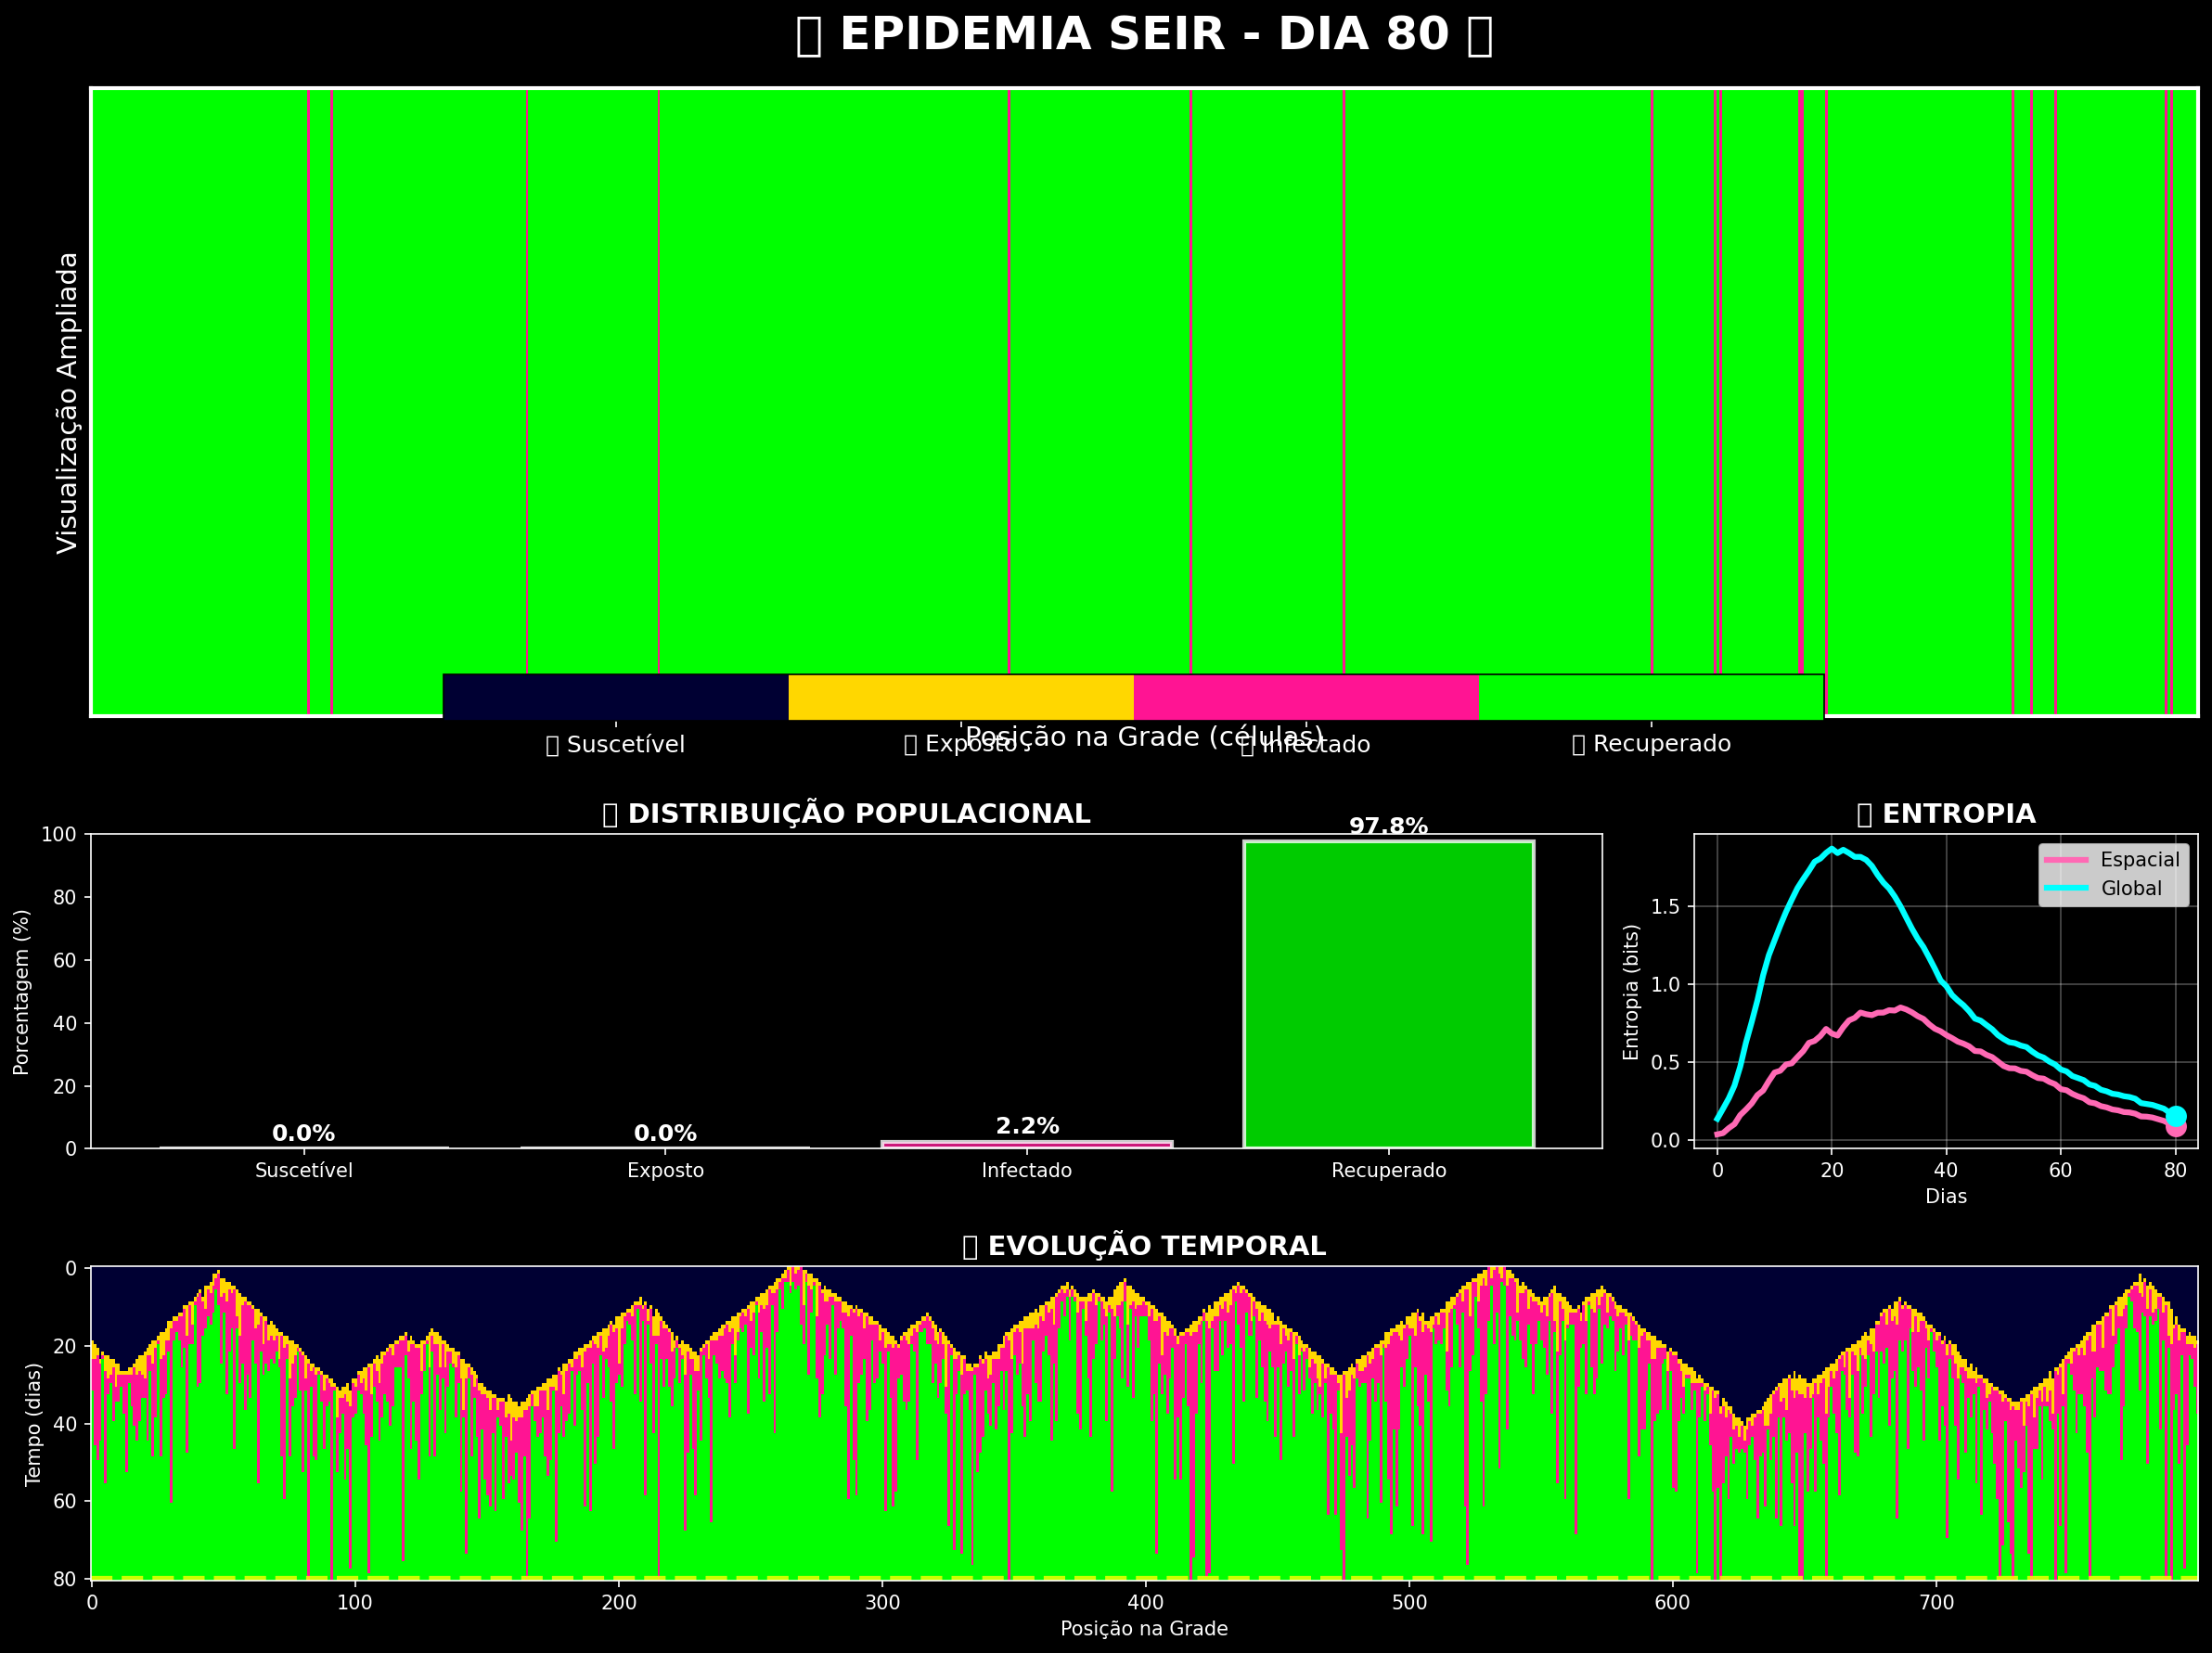 EPIDEMIA SEIR - DIA 80
Visualização Ampliada
Posição na Grade (células)
Suscetível
Exposto
Infectado
Recuperado
DISTRIBUIÇÃO POPULACIONAL
Porcentagem (%)
100
80
60
40
20
0
0.0%
0.0%
2.2%
97.8%
Suscetível
Exposto
Infectado
Recuperado
ENTROPIA
Espacial
Global
Entropia (bits)
1.5
1.0
0.5
0.0
0 20 40 60 80
Dias
EVOLUÇÃO TEMPORAL
Tempo (dias)
0
20
40
60
80
0 100 200 300 400 500 600 700
Posição na Grade